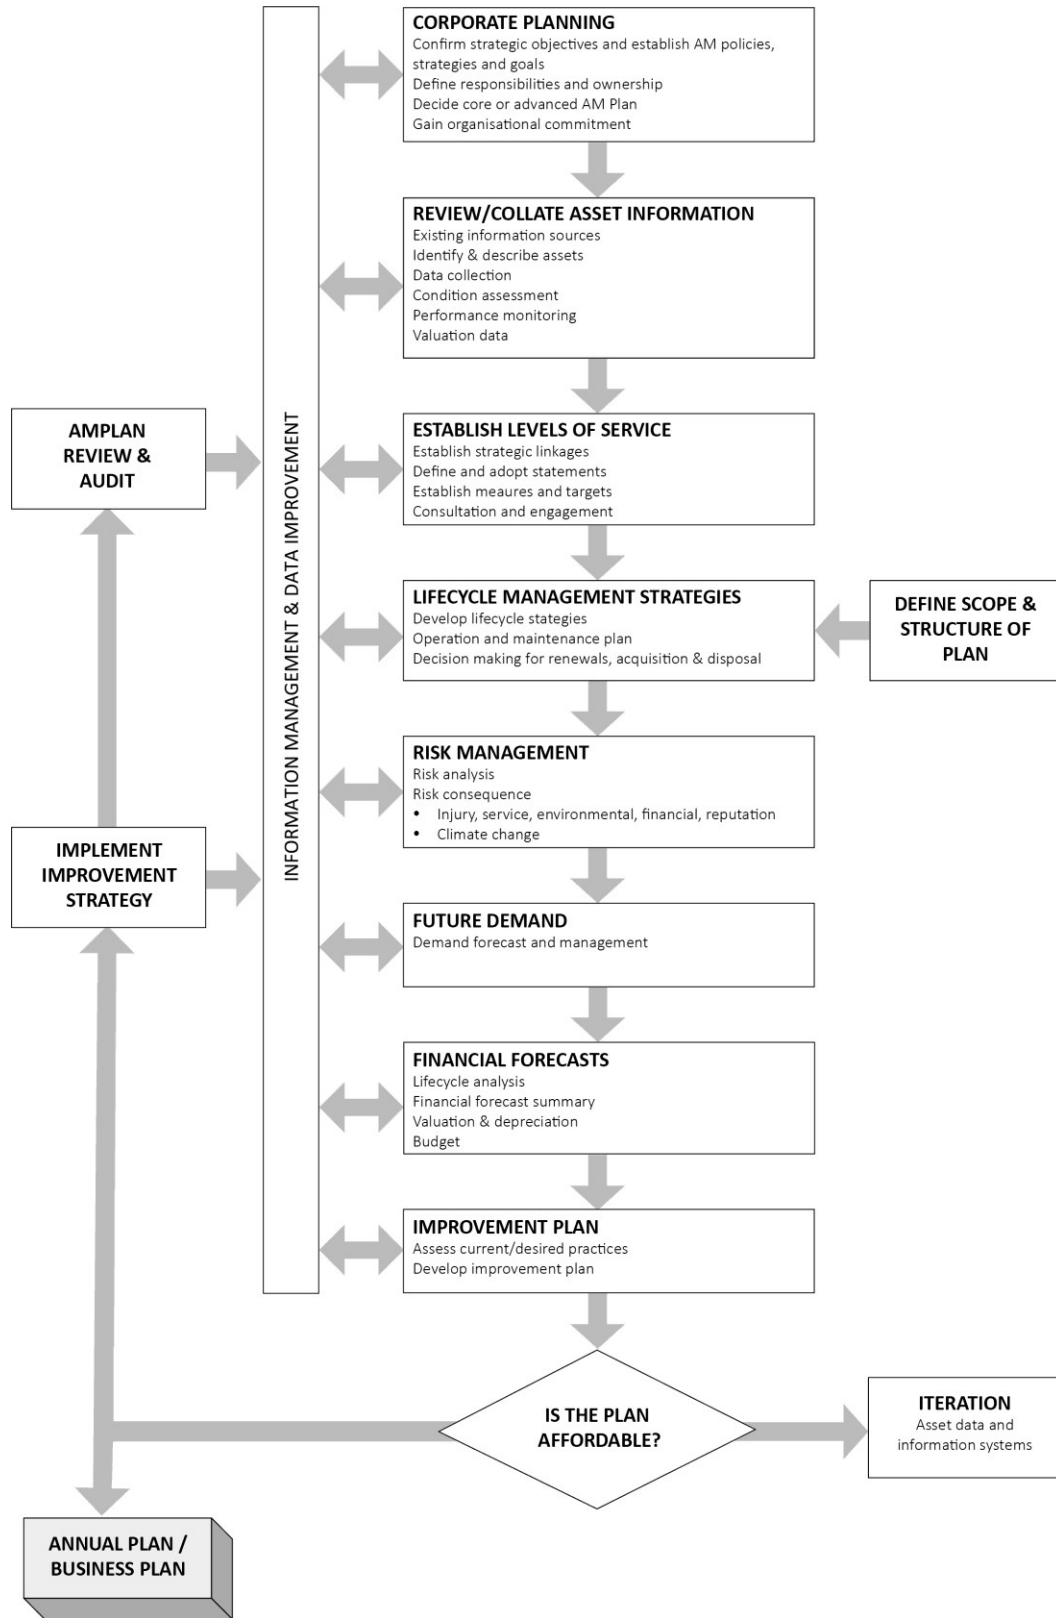 CORPORATE PLANNING
Confirm strategic objectives and establish AM policies,
strategies and goals
Define responsibilities and ownership
Decide core or advanced AM Plan
Gain organisational commitment
REVIEW/COLLATE ASSET INFORMATION
Existing information sources
Identify & describe assets
Data collection
Condition assessment
Performance monitoring
Valuation data
AMPLAN
REVIEW &
AUDIT
INFORMATION MANAGEMENT & DATA IMPROVEMENT
ESTABLISH LEVELS OF SERVICE
Establish strategic linkages
Define and adopt statements
Establish meaures and targets
Consultation and engagement
LIFECYCLE MANAGEMENT STRATEGIES
Develop lifecycle stategies
Operation and maintenance plan
Decision making for renewals, acquisition & disposal
DEFINE SCOPE &
STRUCTURE OF
PLAN
RISK MANAGEMENT
Risk analysis
Risk consequence
• Injury, service, environmental, financial, reputation
• Climate change
IMPLEMENT
IMPROVEMENT
STRATEGY
FUTURE DEMAND
Demand forecast and management
FINANCIAL FORECASTS
Lifecycle analysis
Financial forecast summary
Valuation & depreciation
Budget
IMPROVEMENT PLAN
Assess current/desired practices
Develop improvement plan
IS THE PLAN
AFFORDABLE?
ITERATION
Asset data and
information systems
ANNUAL PLAN /
BUSINESS PLAN